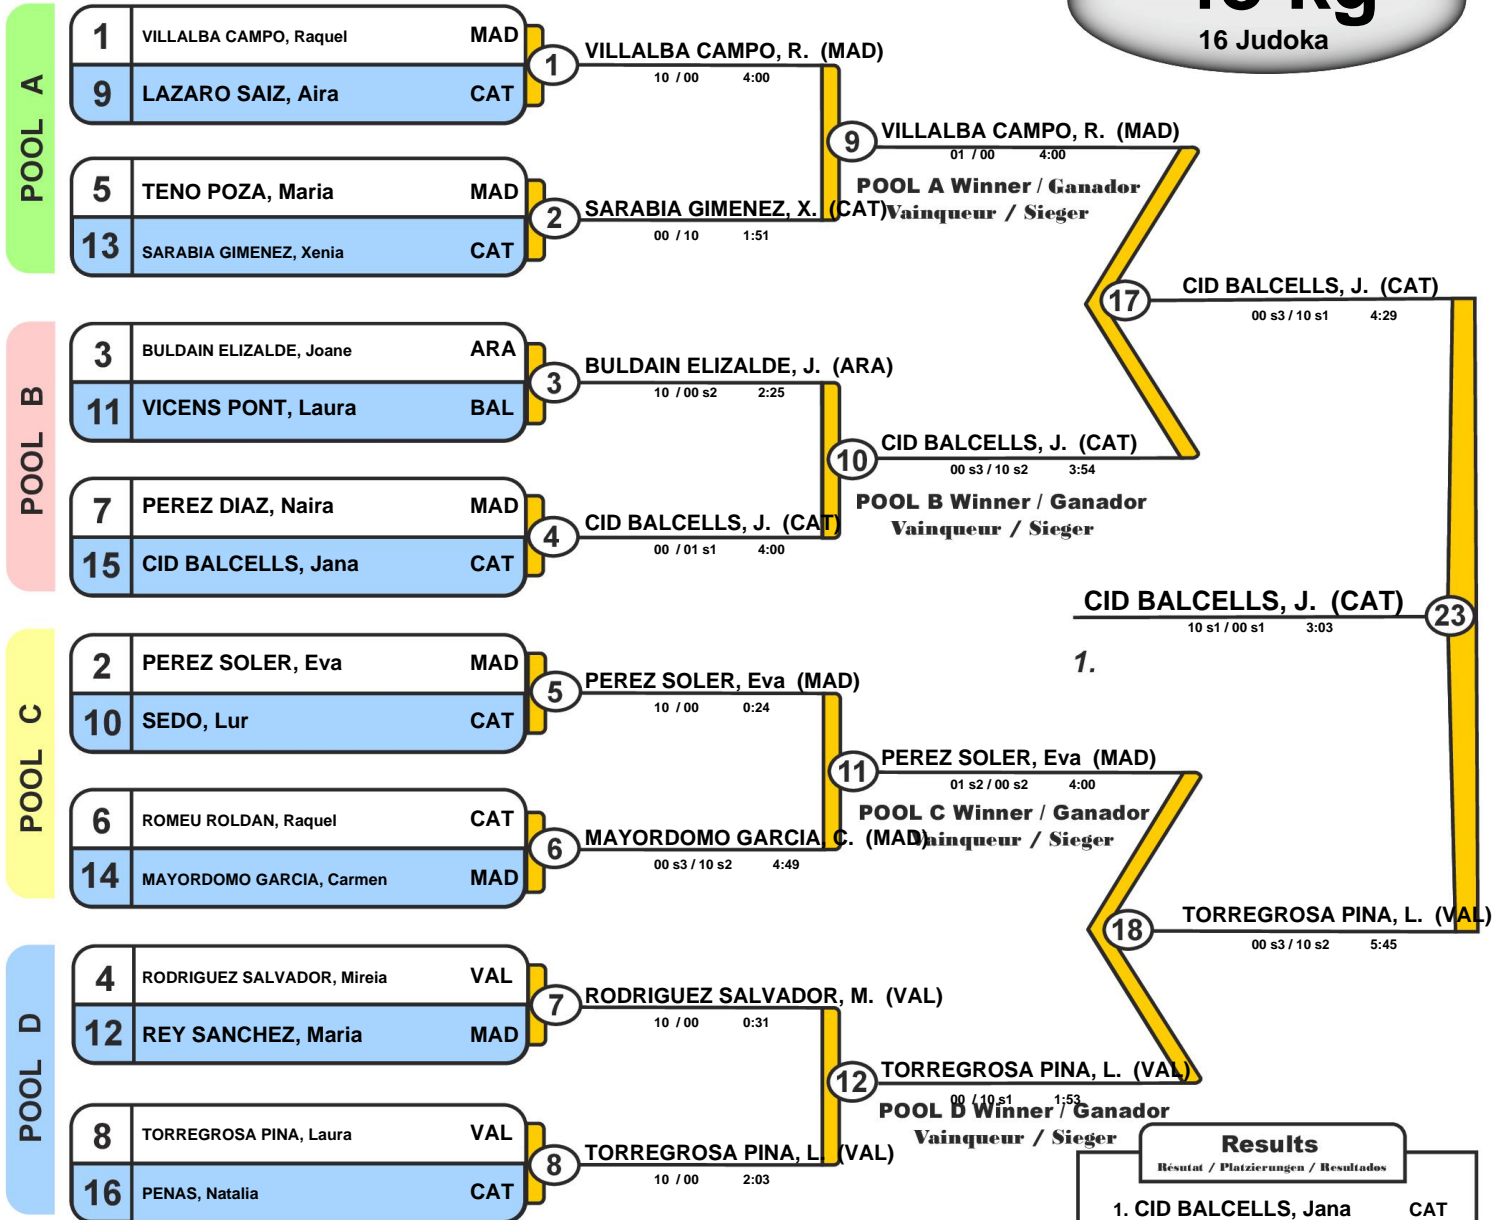 16 Judoka
POOL A
1 VILLALBA CAMPO, Raquel MAD
9 LAZARO SAIZ, Aira CAT
5 TENO POZA, Maria MAD
13 SARABIA GIMENEZ, Xenia CAT
1
VILLALBA CAMPO, R. (MAD)
10 / 00 4:00
2
SARABIA GIMENEZ, X. (CAT)
00 / 10 1:51
9
VILLALBA CAMPO, R. (MAD)
01 / 00 4:00
POOL A Winner / Ganador
Vainqueur / Sieger
POOL B
3 BULDAIN ELIZALDE, Joane ARA
11 VICENS PONT, Laura BAL
7 PEREZ DIAZ, Naira MAD
15 CID BALCELLS, Jana CAT
3
BULDAIN ELIZALDE, J. (ARA)
10 / 00 s2 2:25
4
CID BALCELLS, J. (CAT)
00 / 01 s1 4:00
10
CID BALCELLS, J. (CAT)
00 s3 / 10 s2 3:54
POOL B Winner / Ganador
Vainqueur / Sieger
17
CID BALCELLS, J. (CAT)
00 s3 / 10 s1 4:29
CID BALCELLS, J. (CAT)
23
10 s1 / 00 s1 3:03
1.
POOL C
2 PEREZ SOLER, Eva MAD
10 SEDO, Lur CAT
6 ROMEU ROLDAN, Raquel CAT
14 MAYORDOMO GARCIA, Carmen MAD
5
PEREZ SOLER, Eva (MAD)
10 / 00 0:24
6
MAYORDOMO GARCIA, C. (MAD)
00 s3 / 10 s2 4:49
11
PEREZ SOLER, Eva (MAD)
01 s2 / 00 s2 4:00
POOL C Winner / Ganador
Vainqueur / Sieger
POOL D
4 RODRIGUEZ SALVADOR, Mireia VAL
12 REY SANCHEZ, Maria MAD
8 TORREGROSA PINA, Laura VAL
16 PENAS, Natalia CAT
7
RODRIGUEZ SALVADOR, M. (VAL)
10 / 00 0:31
8
TORREGROSA PINA, L. (VAL)
10 / 00 2:03
12
TORREGROSA PINA, L. (VAL)
00 / 10 s1 1:53
POOL D Winner / Ganador
Vainqueur / Sieger
18
TORREGROSA PINA, L. (VAL)
00 s3 / 10 s2 5:45
Results
Résutat / Platzierungen / Resultados
1. CID BALCELLS, Jana CAT